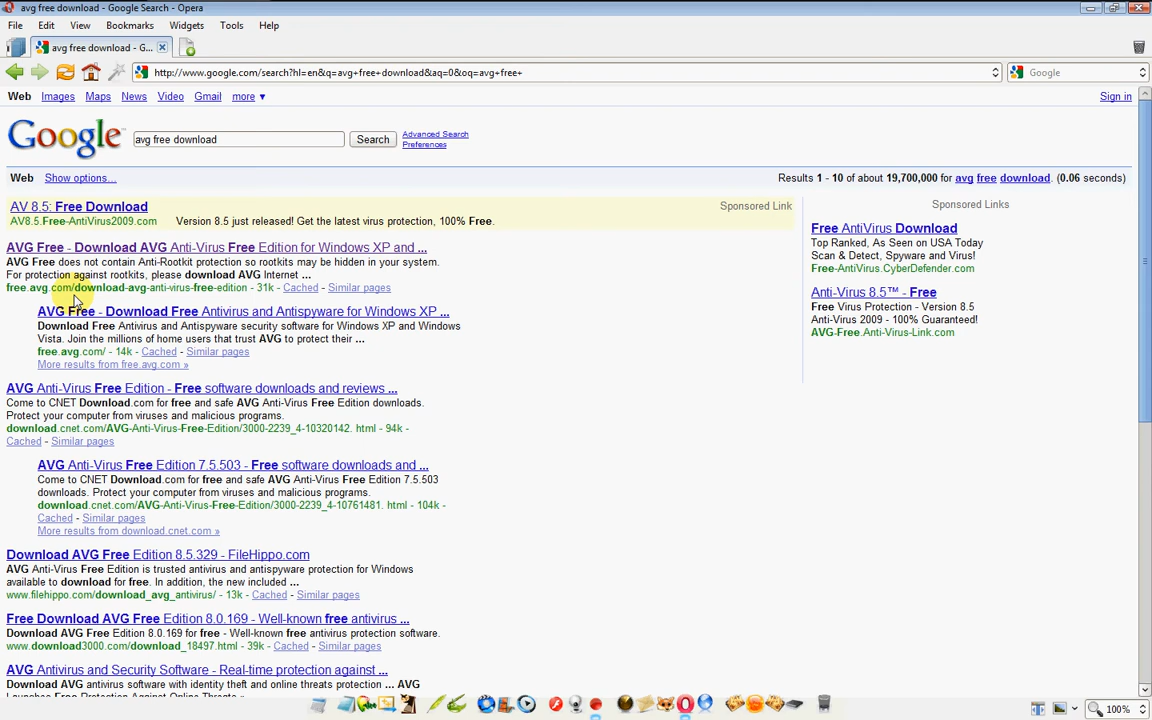 avg free download - Google Search - Opera
File Edit View Bookmarks Widgets Tools Help
avg free download - G...
http://www.google.com/search?hl=en&q=avg+free+download&aq=0&oq=avg+free+
Google
Web Images Maps News Video Gmail more ▼
Sign in
Google
avg free download
Search
Advanced Search
Preferences
Web Show options...
Results 1 - 10 of about 19,700,000 for avg free download. (0.06 seconds)
AV 8.5: Free Download
AV8.5.Free-AntiVirus2009.com Version 8.5 just released! Get the latest virus protection, 100% Free.
Sponsored Link
AVG Free - Download AVG Anti-Virus Free Edition for Windows XP and ...
AVG Free does not contain Anti-Rootkit protection so rootkits may be hidden in your system.
For protection against rootkits, please download AVG Internet ...
free.avg.com/download-avg-anti-virus-free-edition - 31k - Cached - Similar pages
AVG Free - Download Free Antivirus and Antispyware for Windows XP ...
Download Free Antivirus and Antispyware security software for Windows XP and Windows
Vista. Join the millions of home users that trust AVG to protect their ...
free.avg.com/ - 14k - Cached - Similar pages
More results from free.avg.com »
AVG Anti-Virus Free Edition - Free software downloads and reviews ...
Come to CNET Download.com for free and safe AVG Anti-Virus Free Edition downloads.
Protect your computer from viruses and malicious programs.
download.cnet.com/AVG-Anti-Virus-Free-Edition/3000-2239_4-10320142. html - 94k -
Cached - Similar pages
AVG Anti-Virus Free Edition 7.5.503 - Free software downloads and ...
Come to CNET Download.com for free and safe AVG Anti-Virus Free Edition 7.5.503
downloads. Protect your computer from viruses and malicious programs.
download.cnet.com/AVG-Anti-Virus-Free-Edition/3000-2239_4-10761481. html - 104k -
Cached - Similar pages
More results from download.cnet.com »
Download AVG Free Edition 8.5.329 - FileHippo.com
AVG Anti-Virus Free Edition is trusted antivirus and antispyware protection for Windows
available to download for free. In addition, the new included ...
www.filehippo.com/download_avg_antivirus/ - 13k - Cached - Similar pages
Free Download AVG Free Edition 8.0.169 - Well-known free antivirus ...
Download AVG Free Edition 8.0.169 for free - Well-known free antivirus protection software.
www.download3000.com/download_18497.html - 39k - Cached - Similar pages
AVG Antivirus and Security Software - Real-time protection against ...
Download AVG antivirus software with identity theft and online threats protection ... AVG
Launches Free Protection Against Online Threats
Sponsored Links
Free AntiVirus Download
Top Ranked, As Seen on USA Today
Scan & Detect, Spyware and Virus!
Free-AntiVirus.CyberDefender.com
Anti-Virus 8.5™ - Free
Free Virus Protection - Version 8.5
Anti-Virus 2009 - 100% Guaranteed!
AVG-Free.Anti-Virus-Link.com
100%